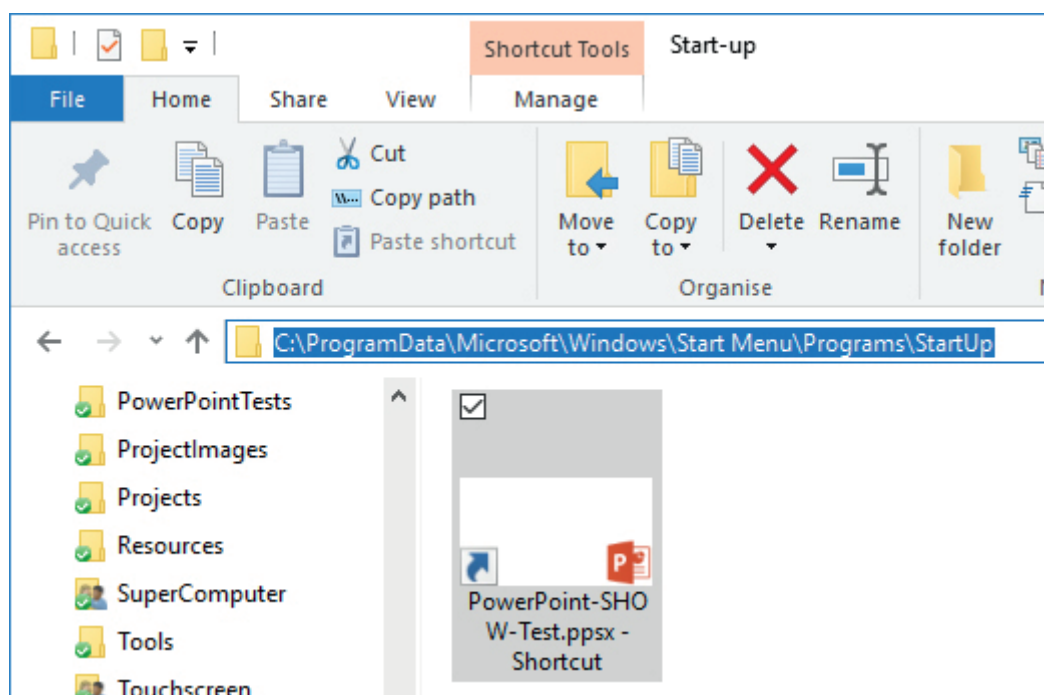 Shortcut Tools Start-up
File Home Share View Manage
Pin to Quick access
Copy
Paste
Cut
Copy path
Paste shortcut
Clipboard
Move to
Copy to
Delete
Rename
Organise
New folder
C:\ProgramData\Microsoft\Windows\Start Menu\Programs\StartUp
PowerPointTests
ProjectImages
Projects
Resources
SuperComputer
Tools
Touchscreen
PowerPoint-SHO
W-Test.ppsx -
Shortcut